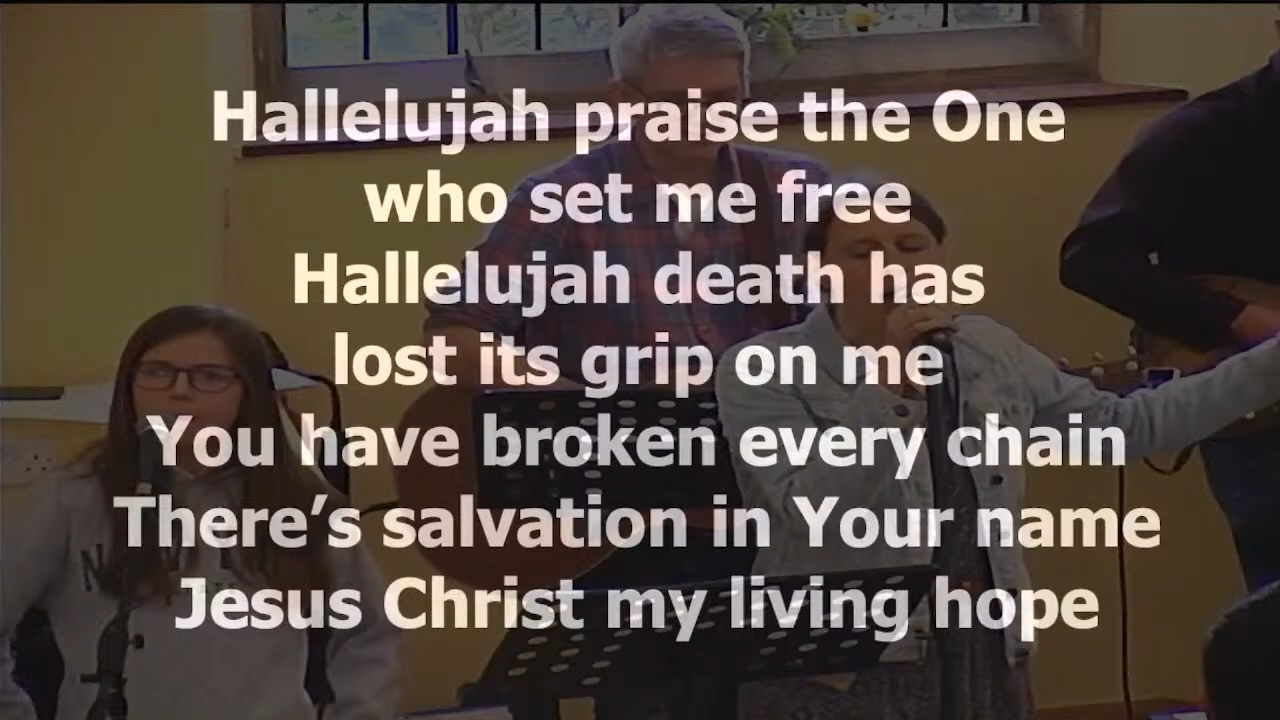 Hallelujah praise the One
who set me free
Hallelujah death has
lost its grip on me
You have broken every chain
There’s salvation in Your name
Jesus Christ my living hope